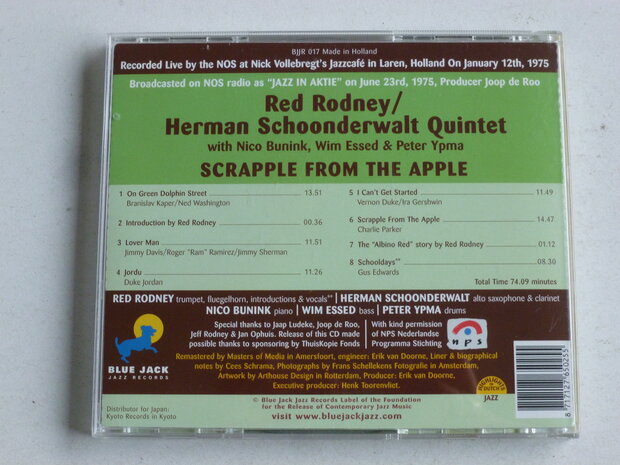 BJJR 017 Made in Holland
Recorded Live by the NOS at Nick Vollebregt's Jazzcafé in Laren, Holland On January 12th, 1975
Broadcasted on NOS radio as "JAZZ IN AKTIE" on June 23rd, 1975, Producer Joop de Roo
Red Rodney/
Herman Schoonderwalt Quintet
with Nico Bunink, Wim Essed & Peter Ypma
SCRAPPLE FROM THE APPLE
1 On Green Dolphin Street 13.51
Branislav Kaper/Ned Washington
2 Introduction by Red Rodney 00.36
3 Lover Man 11.51
Jimmy Davis/Roger "Ram" Ramirez/Jimmy Sherman
4 Jordu 11.26
Duke Jordan
5 I Can't Get Started 11.49
Vernon Duke/Ira Gershwin
6 Scrapple From The Apple 14.47
Charlie Parker
7 The "Albino Red" story by Red Rodney 01.12
8 Schooldays** 08.30
Gus Edwards
Total Time 74.09 minutes
RED RODNEY trumpet, fluegelhorn, introductions & vocals** | HERMAN SCHOONDERWALT alto saxophone & clarinet
NICO BUNINK piano | WIM ESSED bass | PETER YPMA drums
BLUE JACK
JAZZ RECORDS
Special thanks to Jaap Ludeke, Joop de Roo,
Jeff Rodney & Jan Ophuis. Release of this CD made
possible thanks to sponsoring by ThuisKopie Fonds
With kind permission
of NPS Nederlandse
Programma Stichting
nps
Remastered by Masters of Media in Amersfoort, engineer: Erik van Doorne, Liner & biographical
notes by Cees Schrama, Photographs by Frans Schellekens Fotografie in Amsterdam,
Artwork by Arthouse Design in Rotterdam, Producer: Erik van Doorne.
Executive producer: Henk Toorenvliet.
Distributor for Japan:
Kyoto Records in Kyoto
© Blue Jack Jazz Records Label of the Foundation
for the Release of Contemporary Jazz Music
visit www.bluejackjazz.com
HIGHLIGHTS
DUTCH
JAZZ
8 717127 650255